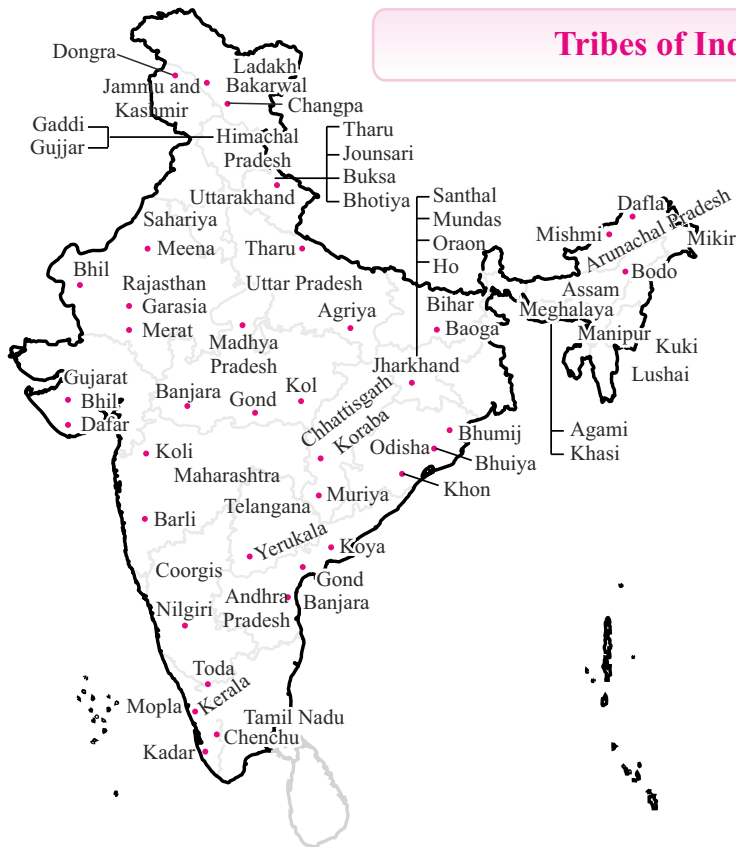 Tribes of Ind
Dongra
Ladakh
Jammu and
Kashmir
Bakarwal
Changpa
Gaddi
Gujjar
Himachal
Pradesh
Tharu
Jounsari
Buksa
Bhotiya
Uttarakhand
Santhal
Mundas
Oraon
Ho
Dafla
Mishmi
Arunachal Pradesh
Mikir
Sahariya
Meena
Tharu
Bhil
Rajasthan
Uttar Pradesh
Bodo
Assam
Garasia
Merat
Agriya
Bihar
Baoga
Meghalaya
Manipur
Madhya
Pradesh
Kuki
Lushai
Jharkhand
Gujarat
Bhil
Dafar
Banjara
Gond
Kol
Chhattisgarh
Koraba
Bhumij
Agami
Khasi
Koli
Odisha
Bhuiya
Maharashtra
Khon
Telangana
Muriya
Barli
Yerukala
Koya
Coorgis
Gond
Andhra
Pradesh
Banjara
Nilgiri
Toda
Mopla
Kerala
Tamil Nadu
Chenchu
Kadar